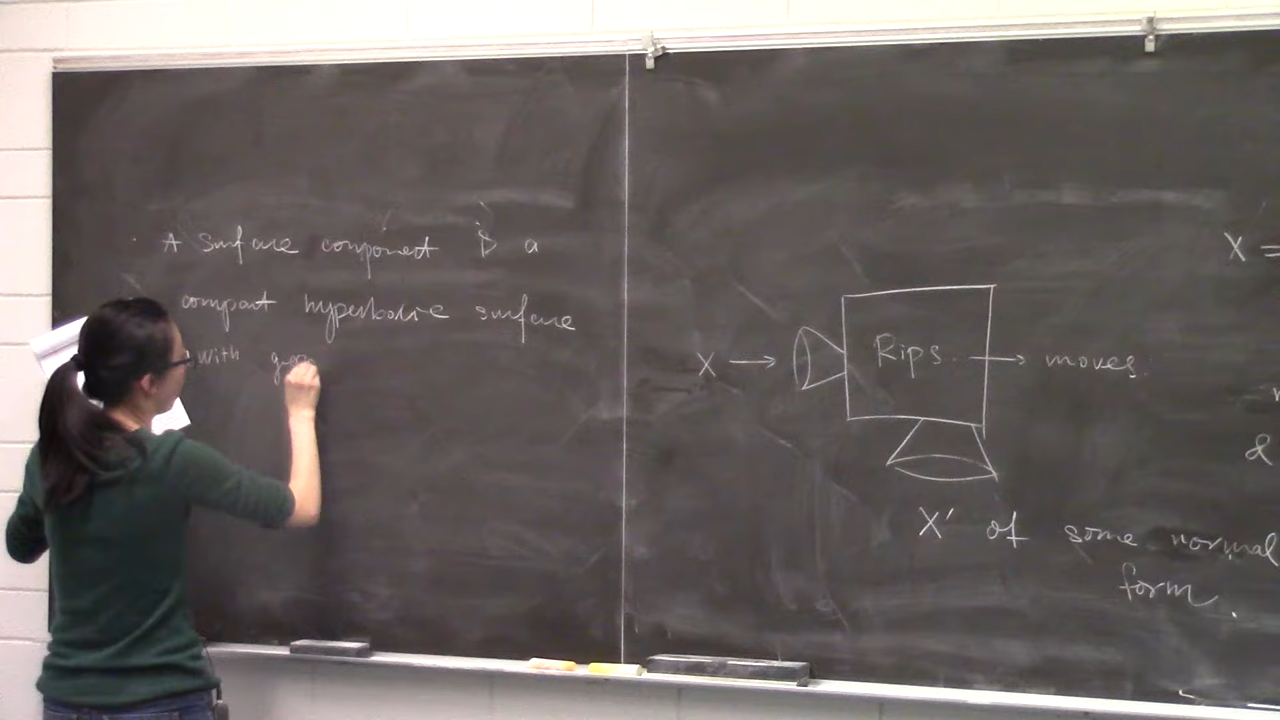 · A surface component is a
compact hyperbolic surface
with
X → Rips. → moves.
X' of some normal
form.
X =
&